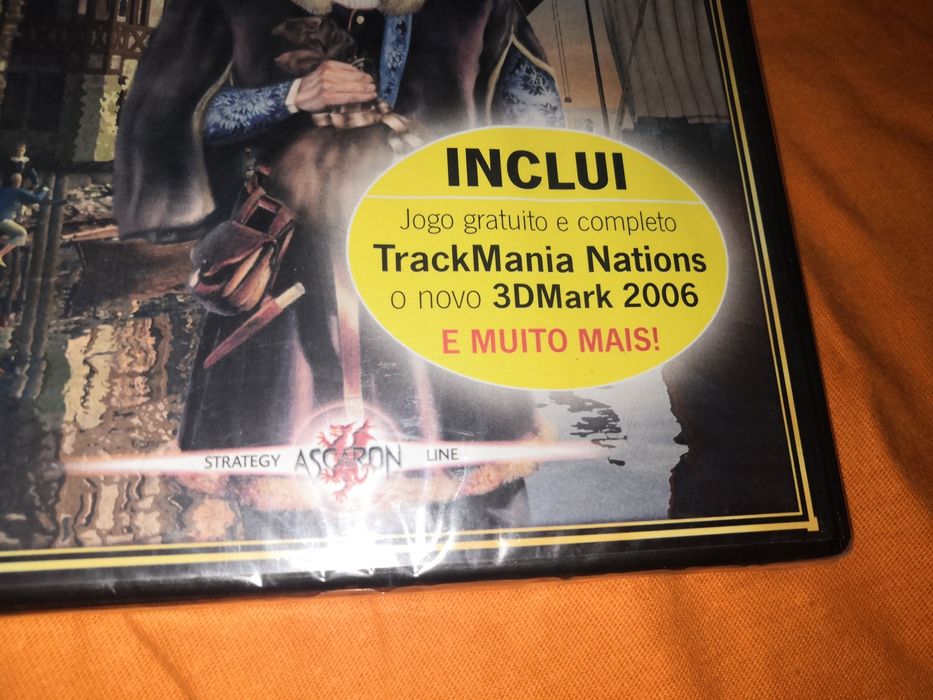 INCLUI
Jogo gratuito e completo
TrackMania Nations
o novo 3DMark 2006
E MUITO MAIS!
STRATEGY ASCARON LINE